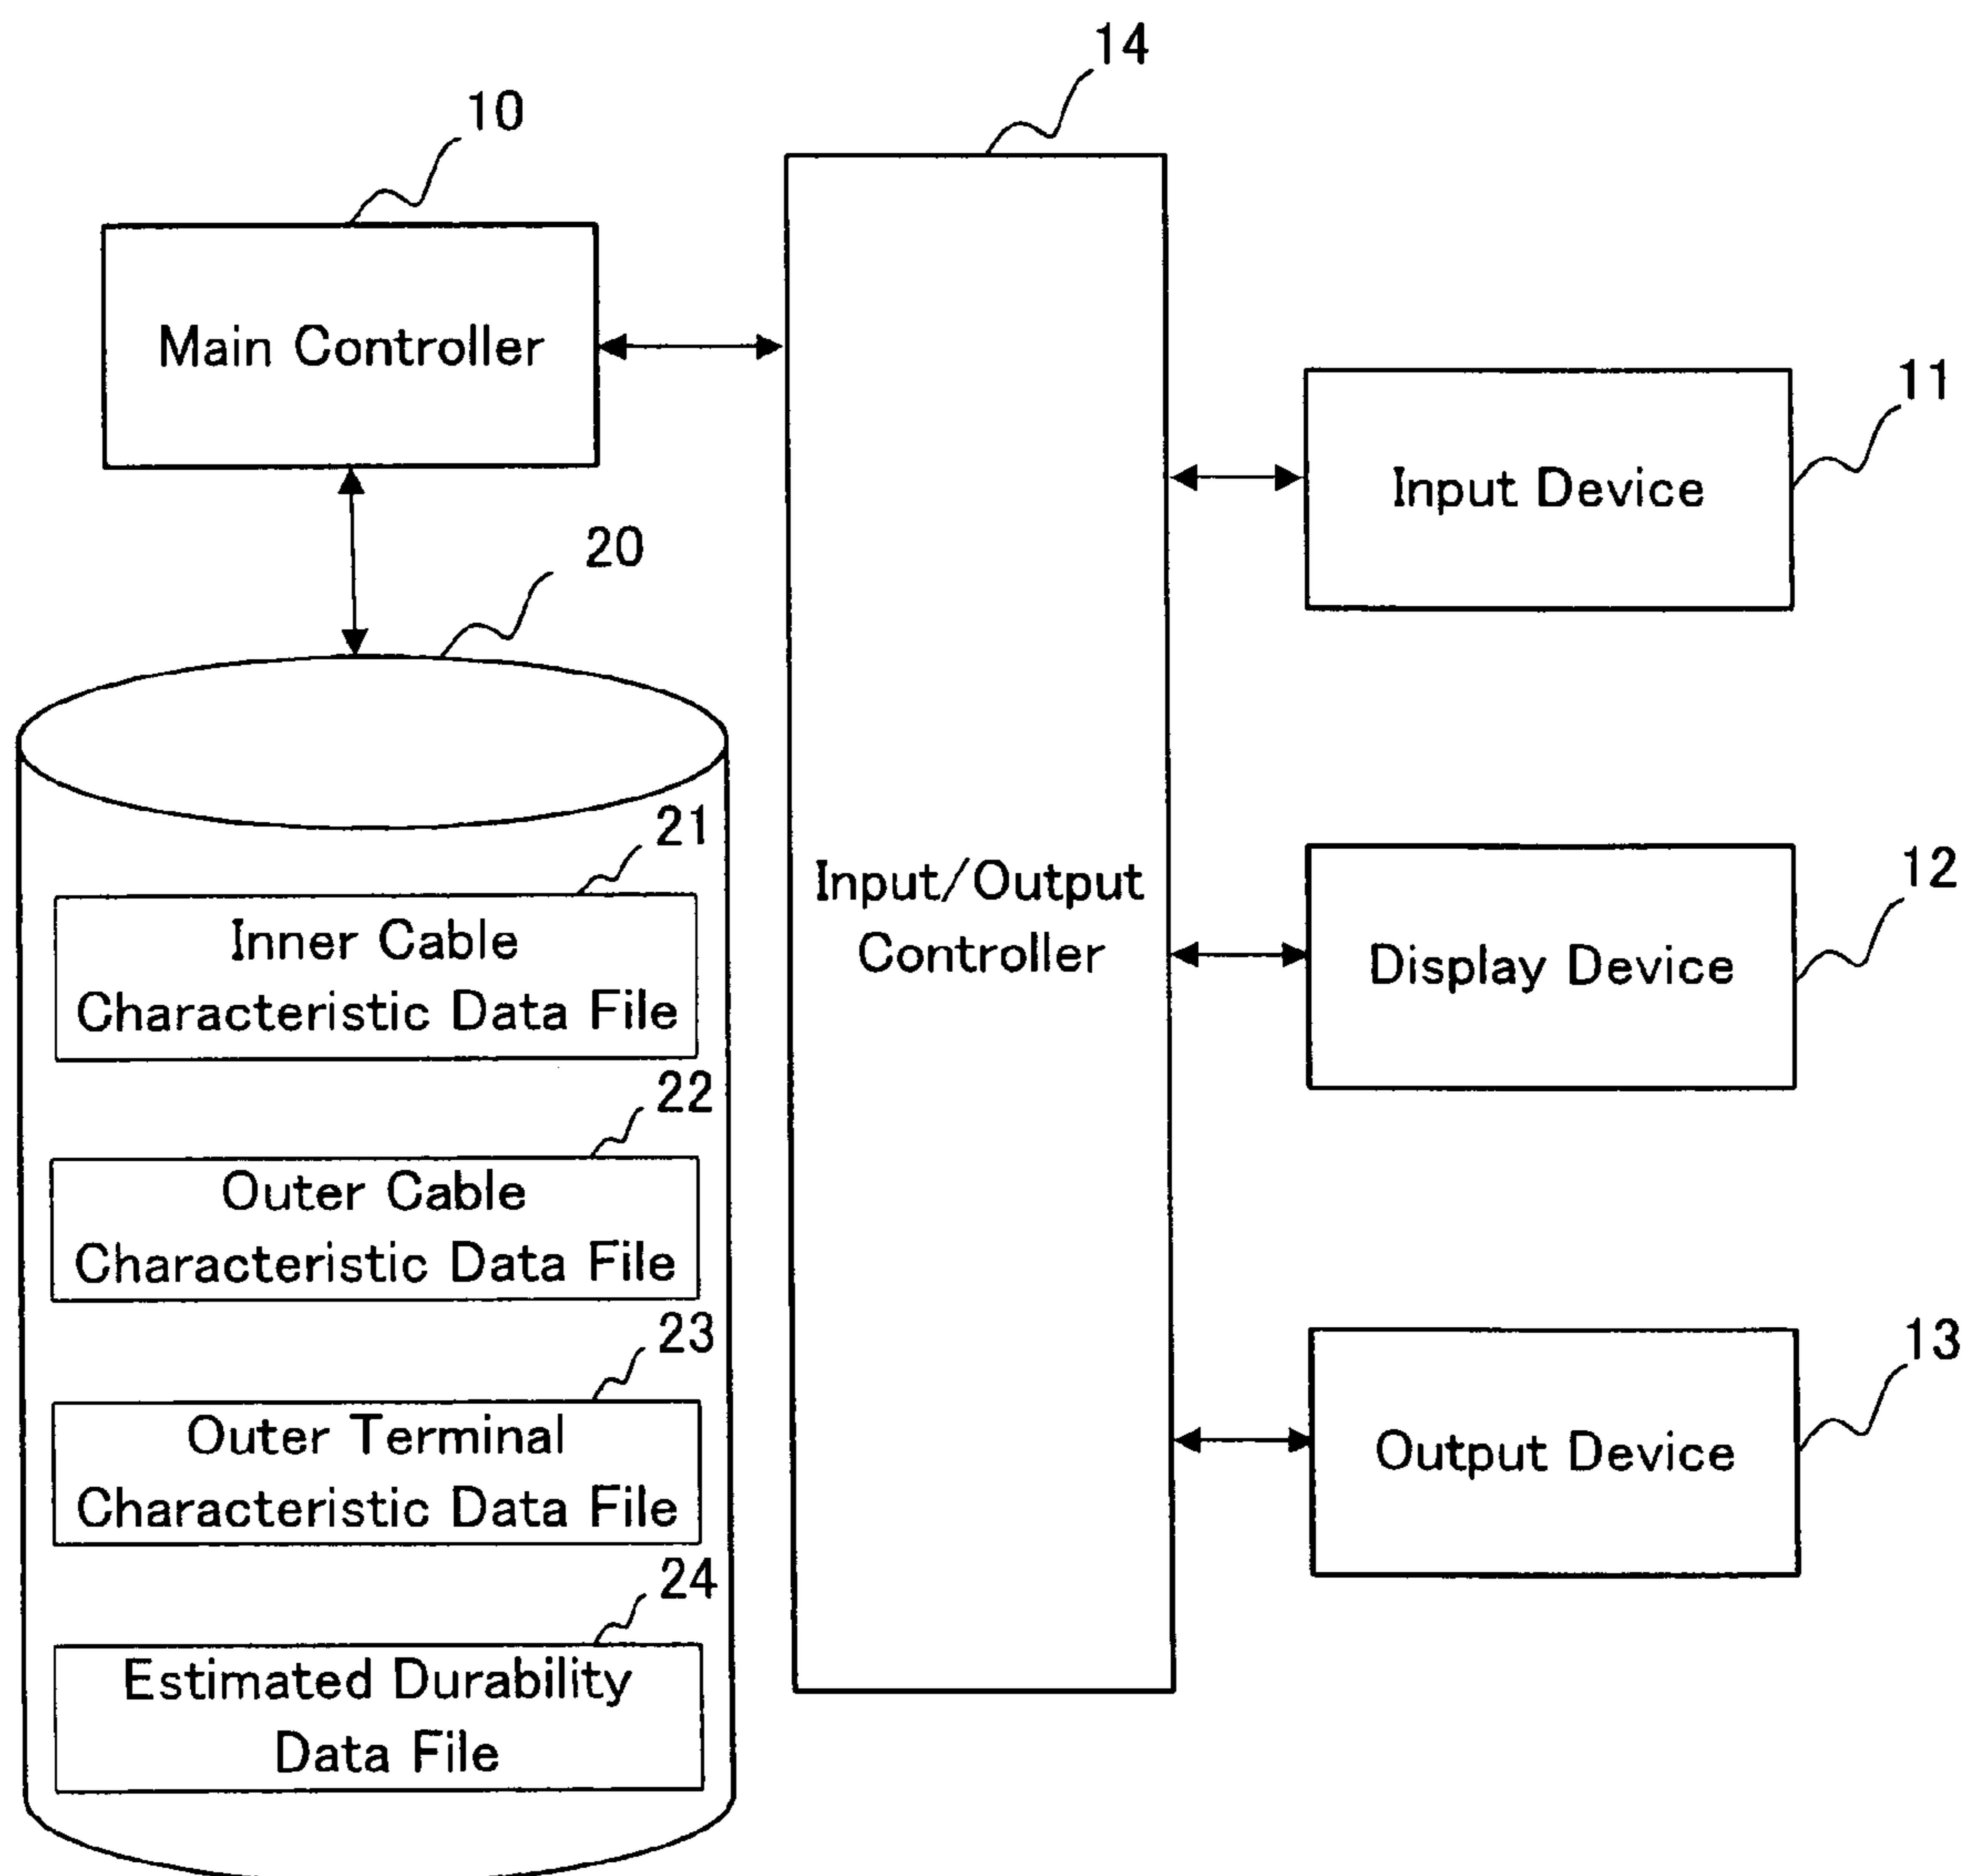 14
10
Main Controller
11
Input Device
20
21
Inner Cable
Characteristic Data File
Input/Output
Controller
12
Display Device
22
Outer Cable
Characteristic Data File
23
Outer Terminal
Characteristic Data File
13
Output Device
24
Estimated Durability
Data File